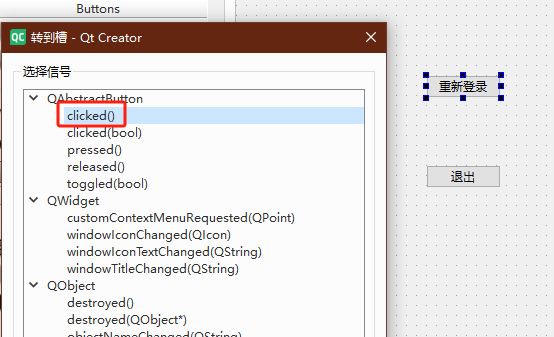 Buttons
QC 转到槽 - Qt Creator
选择信号
QAbstractButton
clicked()
clicked(bool)
pressed()
released()
toggled(bool)
QWidget
customContextMenuRequested(QPoint)
windowIconChanged(QIcon)
windowIconTextChanged(QString)
windowTitleChanged(QString)
QObject
destroyed()
destroyed(QObject*)
objectNameChanged(QString)
重新登录
退出